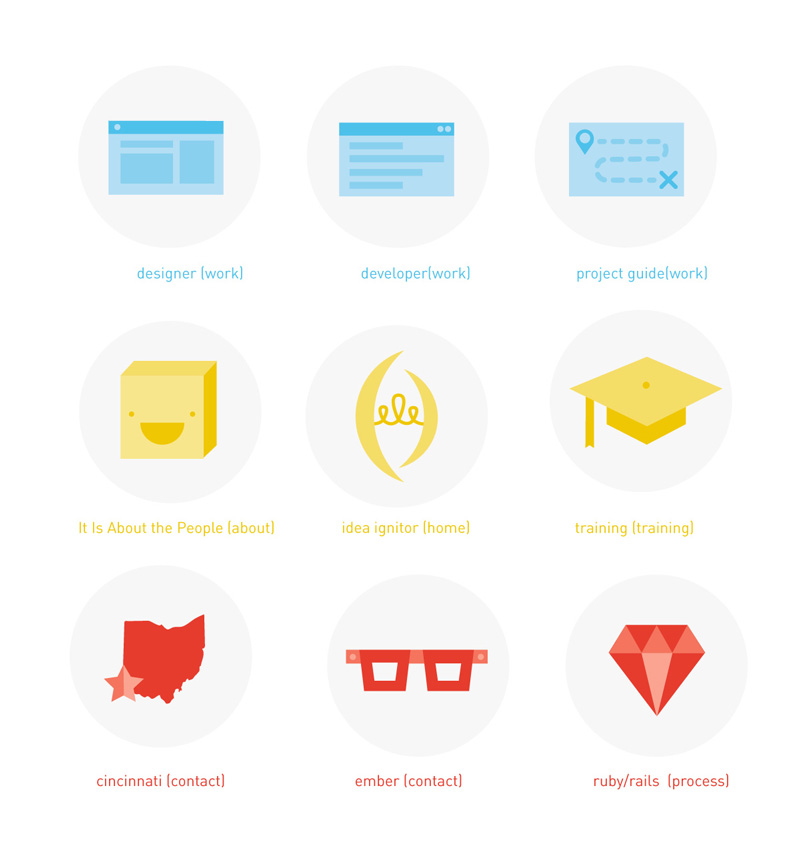 designer (work)
developer(work)
project guide(work)
It Is About the People (about)
idea ignitor (home)
training (training)
cincinnati (contact)
ember (contact)
ruby/rails  (process)